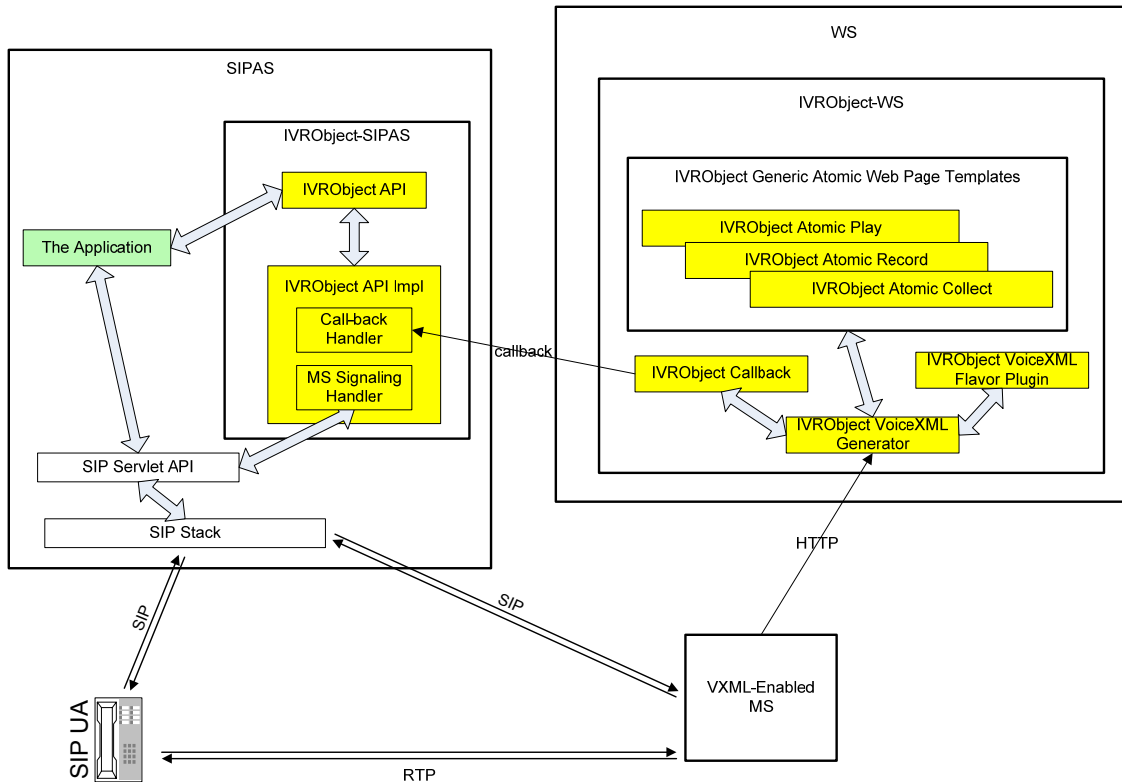 SIPAS
IVRObject-SIPAS
IVRObject API
The Application
IVRObject API Impl
Call-back
Handler
MS Signaling
Handler
SIP Servlet API
SIP Stack
callback
WS
IVRObject-WS
IVRObject Generic Atomic Web Page Templates
IVRObject Atomic Play
IVRObject Atomic Record
IVRObject Atomic Collect
IVRObject Callback
IVRObject VoiceXML
Flavor Plugin
IVRObject VoiceXML
Generator
HTTP
SIP
SIP
VXML-Enabled
MS
SIP UA
RTP